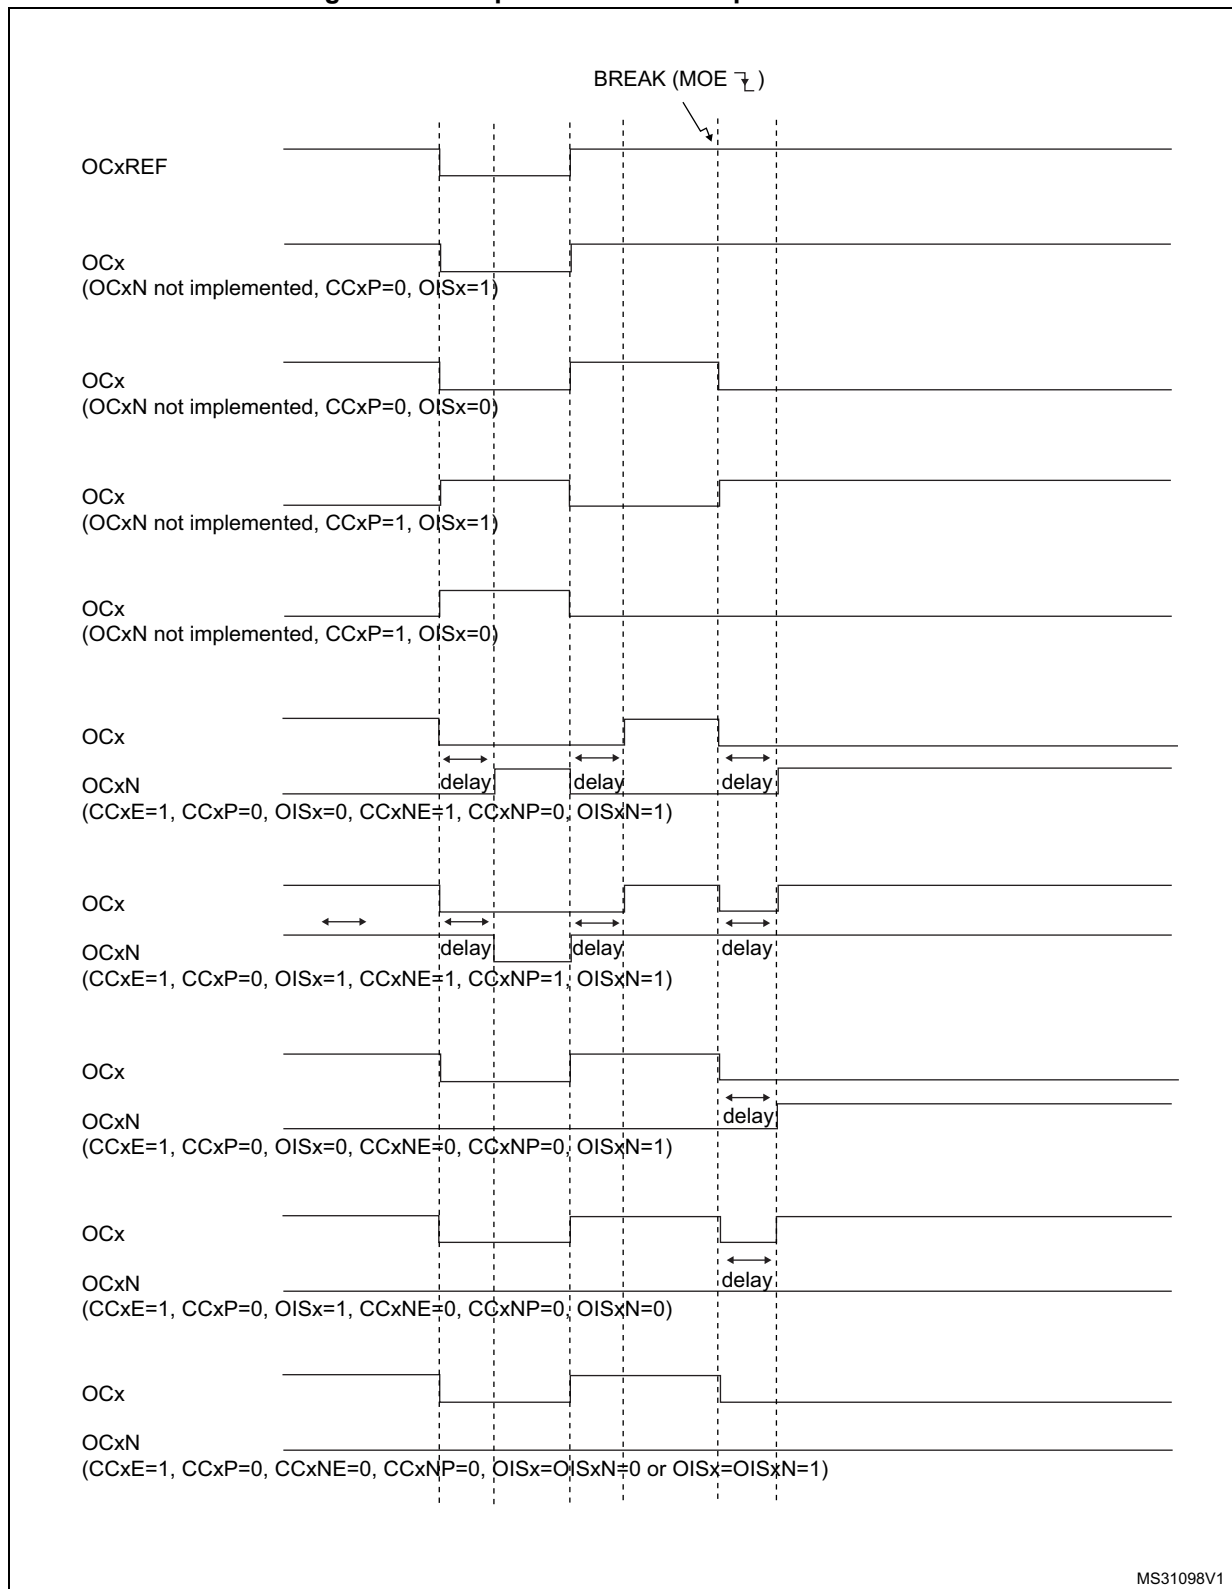 BREAK (MOE )
OCxREF
OCx
(OCxN not implemented, CCxP=0, OISx=1)
OCx
(OCxN not implemented, CCxP=0, OISx=0)
OCx
(OCxN not implemented, CCxP=1, OISx=1)
OCx
(OCxN not implemented, CCxP=1, OISx=0)
OCx
delay delay delay
OCxN
(CCxE=1, CCxP=0, OISx=0, CCxNE=1, CCxNP=0, OISxN=1)
OCx
delay delay delay
OCxN
(CCxE=1, CCxP=0, OISx=1, CCxNE=1, CCxNP=1, OISxN=1)
OCx
delay
OCxN
(CCxE=1, CCxP=0, OISx=0, CCxNE=0, CCxNP=0, OISxN=1)
OCx
delay
OCxN
(CCxE=1, CCxP=0, OISx=1, CCxNE=0, CCxNP=0, OISxN=0)
OCx
OCxN
(CCxE=1, CCxP=0, CCxNE=0, CCxNP=0, OISx=OISxN=0 or OISx=OISxN=1)
MS31098V1